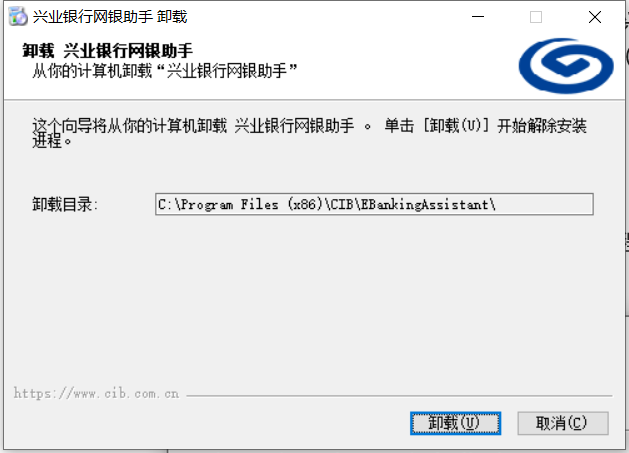 兴业银行网银助手 卸载
卸载 兴业银行网银助手
从你的计算机卸载“兴业银行网银助手”
这个向导将从你的计算机卸载 兴业银行网银助手 。 单击 [卸载(U)] 开始解除安装
进程。
卸载目录: C:\Program Files (x86)\CIB\EBankingAssistant\
https://www.cib.com.cn
卸载(U) 取消(C)